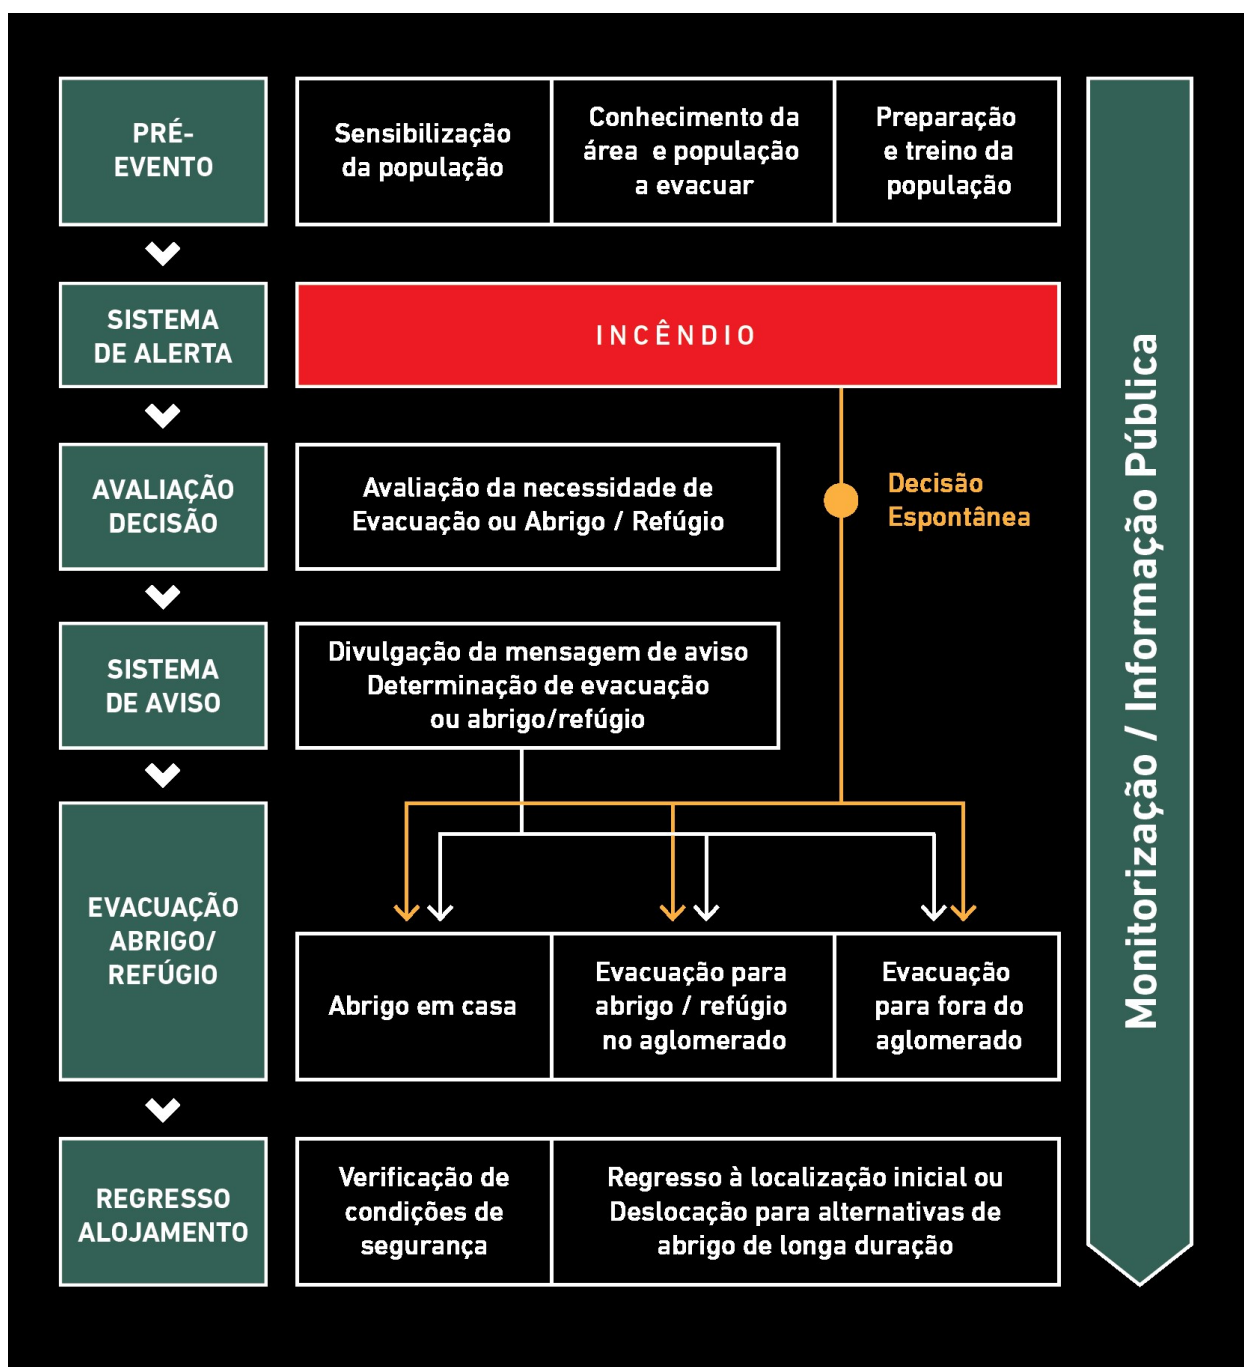 PRÉ-
EVENTO
Sensibilização
da população
Conhecimento da
área e população
a evacuar
Preparação
e treino da
população
SISTEMA
DE ALERTA
INCÊNDIO
AVALIAÇÃO
DECISÃO
Avaliação da necessidade de
Evacuação ou Abrigo / Refúgio
Decisão
Espontânea
SISTEMA
DE AVISO
Divulgação da mensagem de aviso
Determinação de evacuação
ou abrigo/refúgio
EVACUAÇÃO
ABRIGO/
REFÚGIO
Abrigo em casa
Evacuação para
abrigo / refúgio
no aglomerado
Evacuação
para fora do
aglomerado
REGRESSO
ALOJAMENTO
Verificação de
condições de
segurança
Regresso à localização inicial ou
Deslocação para alternativas de
abrigo de longa duração
Monitorização / Informação Pública